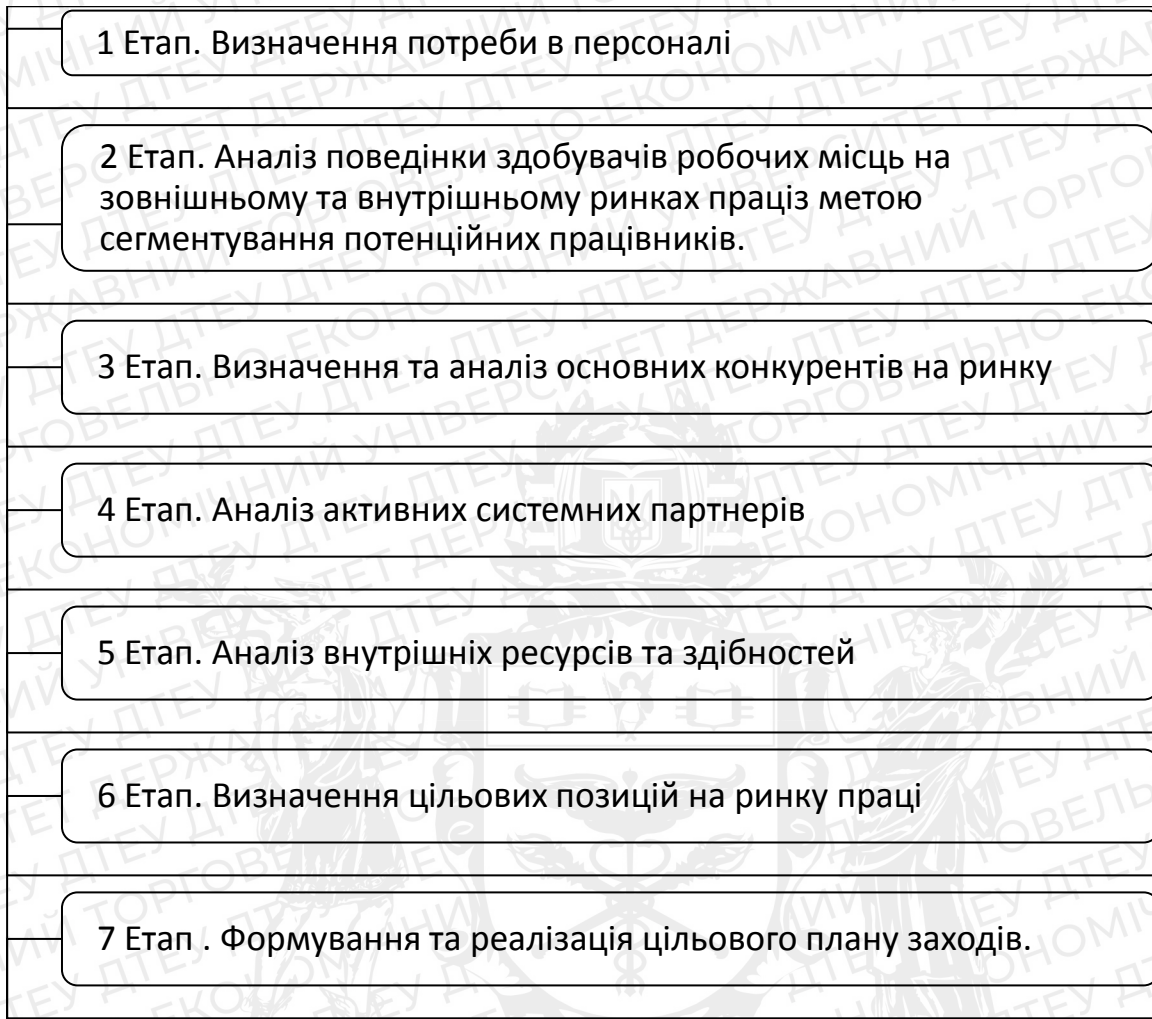 1 Етап. Визначення потреби в персоналі
2 Етап. Аналіз поведінки здобувачів робочих місць на
зовнішньому та внутрішньому ринках праціз метою
сегментування потенційних працівників.
3 Етап. Визначення та аналіз основних конкурентів на ринку
4 Етап. Аналіз активних системних партнерів
5 Етап. Аналіз внутрішніх ресурсів та здібностей
6 Етап. Визначення цільових позицій на ринку праці
7 Етап . Формування та реалізація цільового плану заходів.